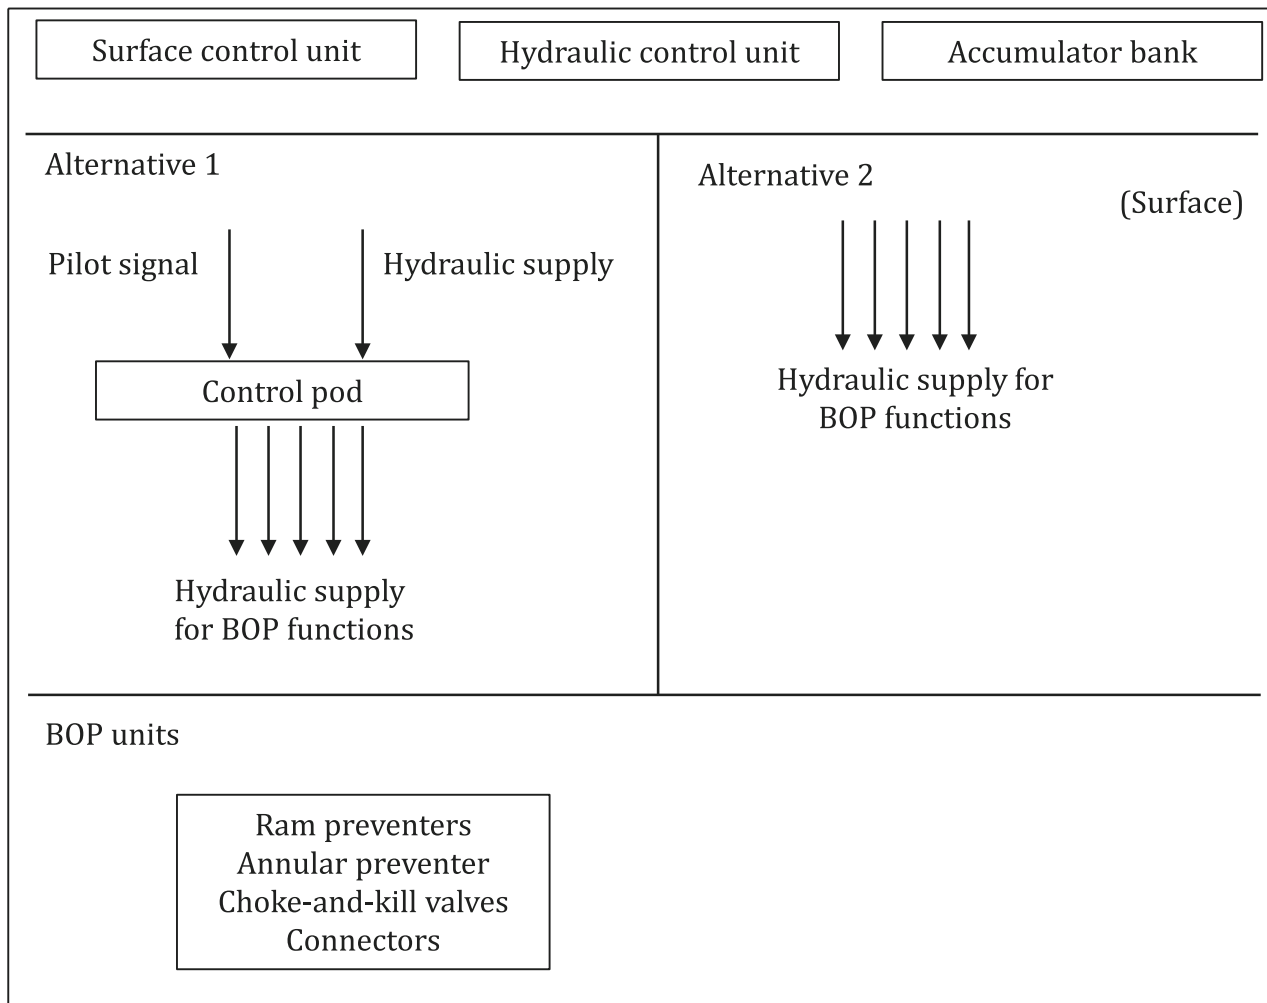 Surface control unit
Hydraulic control unit
Accumulator bank
Alternative 1
Pilot signal
Hydraulic supply
Control pod
Hydraulic supply
for BOP functions
Alternative 2
(Surface)
Hydraulic supply for
BOP functions
BOP units
Ram preventers
Annular preventer
Choke-and-kill valves
Connectors